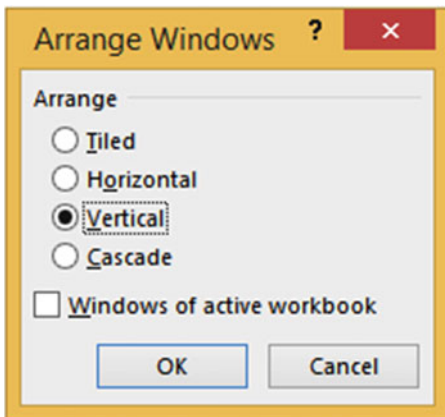 Arrange Windows ? ×
Arrange
Tiled
Horizontal
Vertical
Cascade
Windows of active workbook
OK Cancel